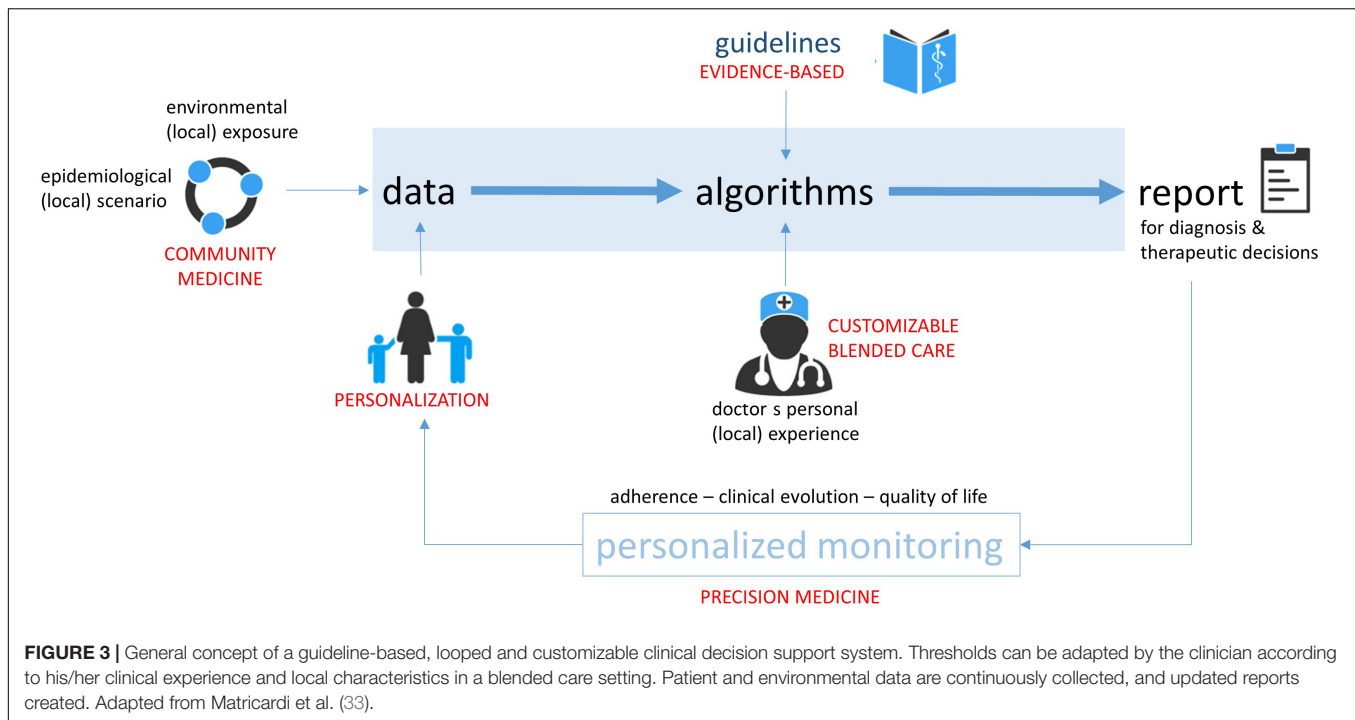 guidelines
EVIDENCE-BASED
environmental
(local) exposure
epidemiological
(local) scenario
COMMUNITY
MEDICINE
data
algorithms
report
for diagnosis &
therapeutic decisions
PERSONALIZATION
CUSTOMIZABLE
BLENDED CARE
doctor s personal
(local) experience
adherence – clinical evolution – quality of life
personalized monitoring
PRECISION MEDICINE
FIGURE 3 | General concept of a guideline-based, looped and customizable clinical decision support system. Thresholds can be adapted by the clinician according
to his/her clinical experience and local characteristics in a blended care setting. Patient and environmental data are continuously collected, and updated reports
created. Adapted from Matricardi et al. (33).